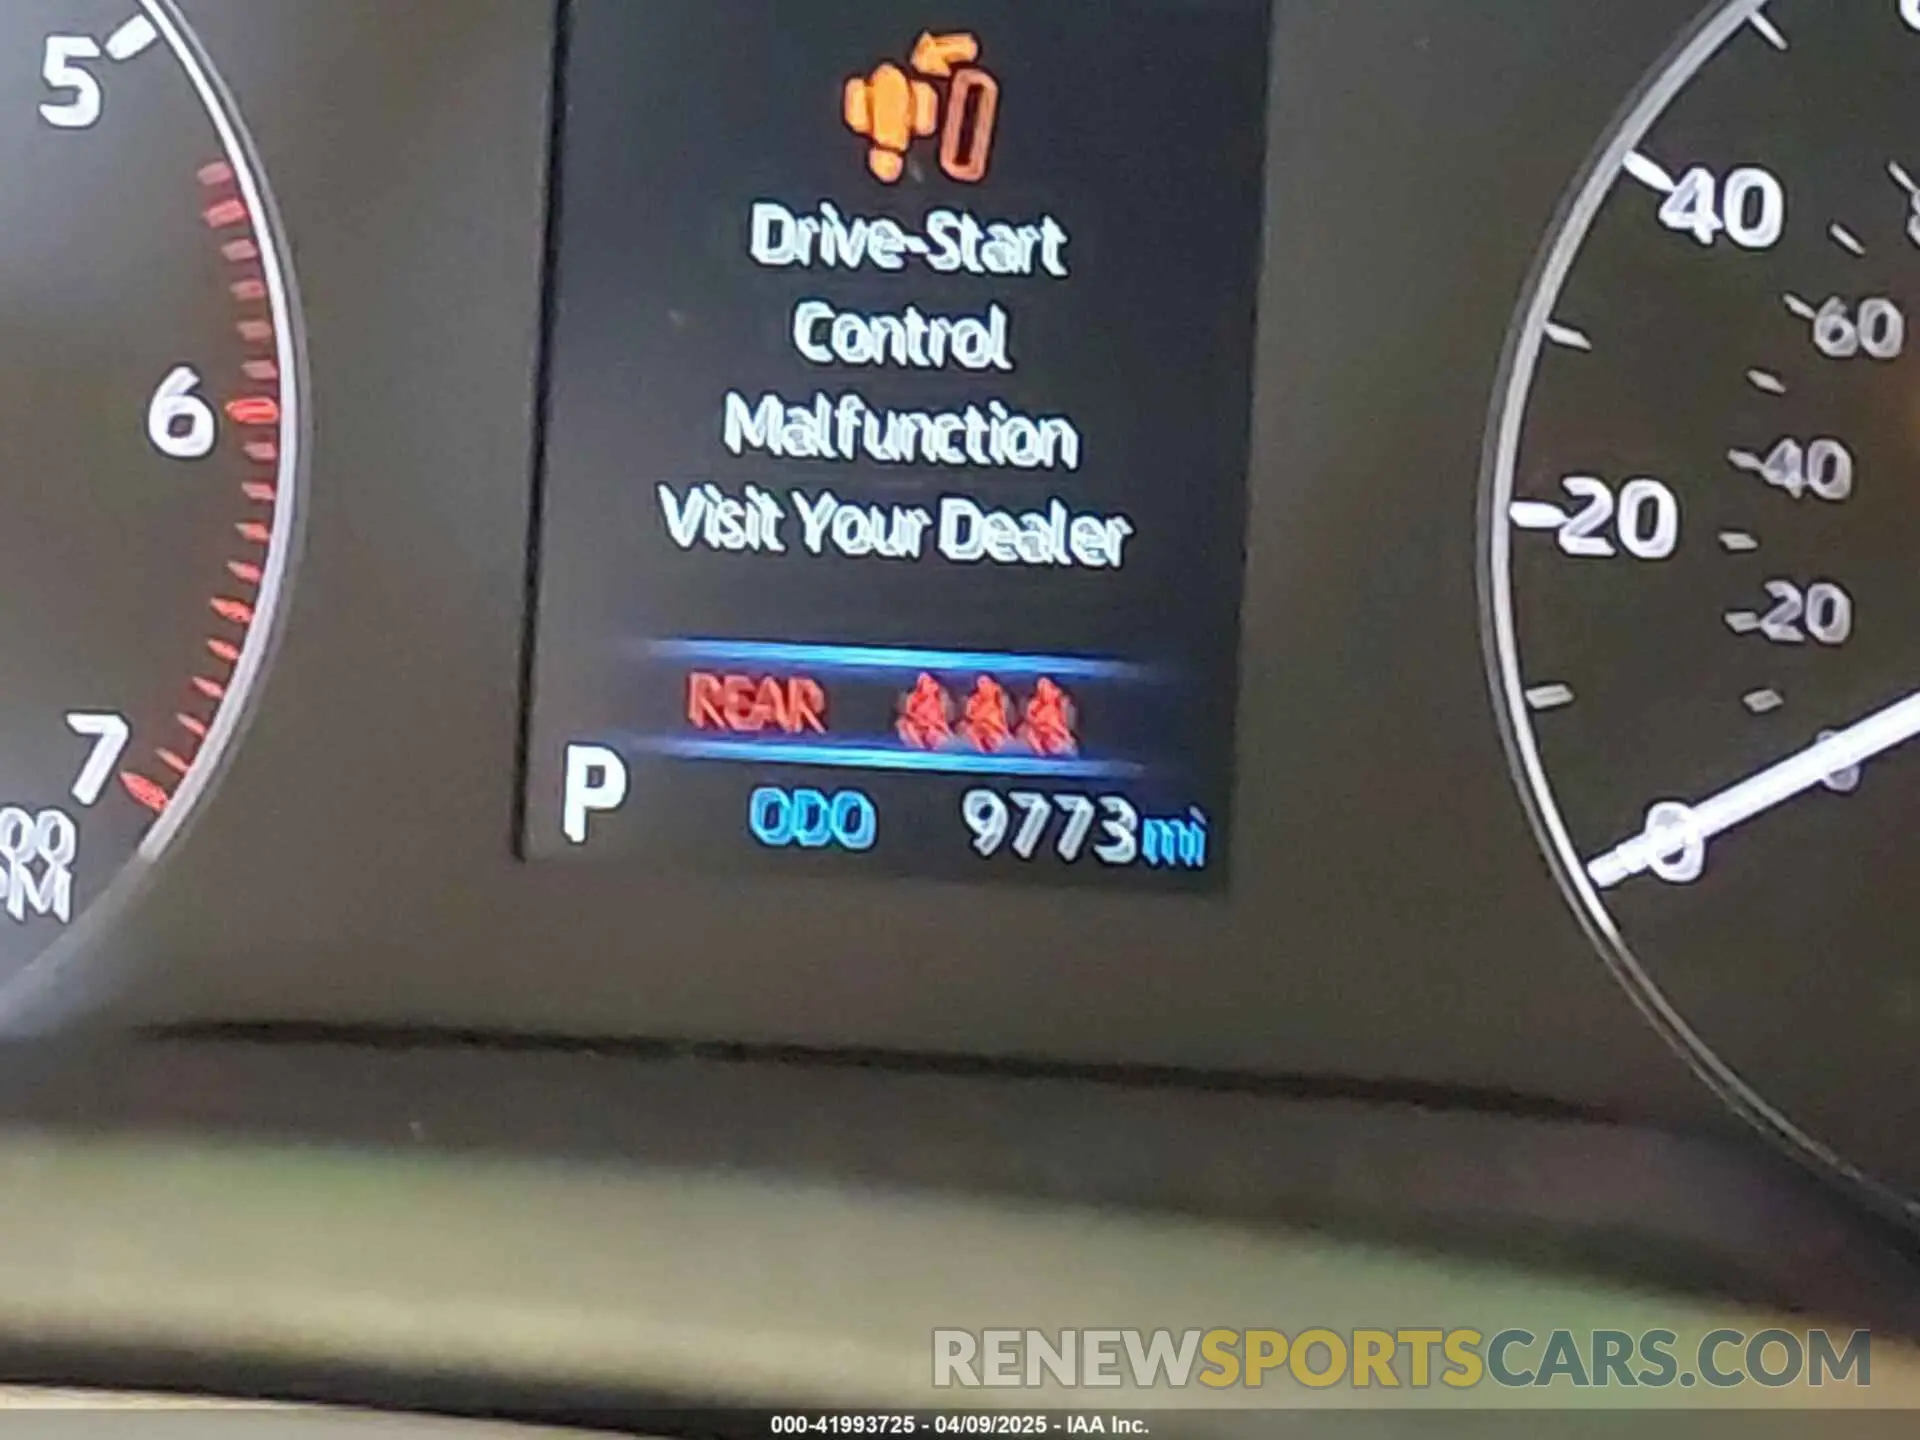 5
6
7
00
Drive-Start
Control
Malfunction
Visit Your Dealer
REAR
P
ODO 9773 mi
40
60
20
40
20
0
RENEWSPORTSCARS.COM
000-41993725 - 04/09/2025 - IAA Inc.